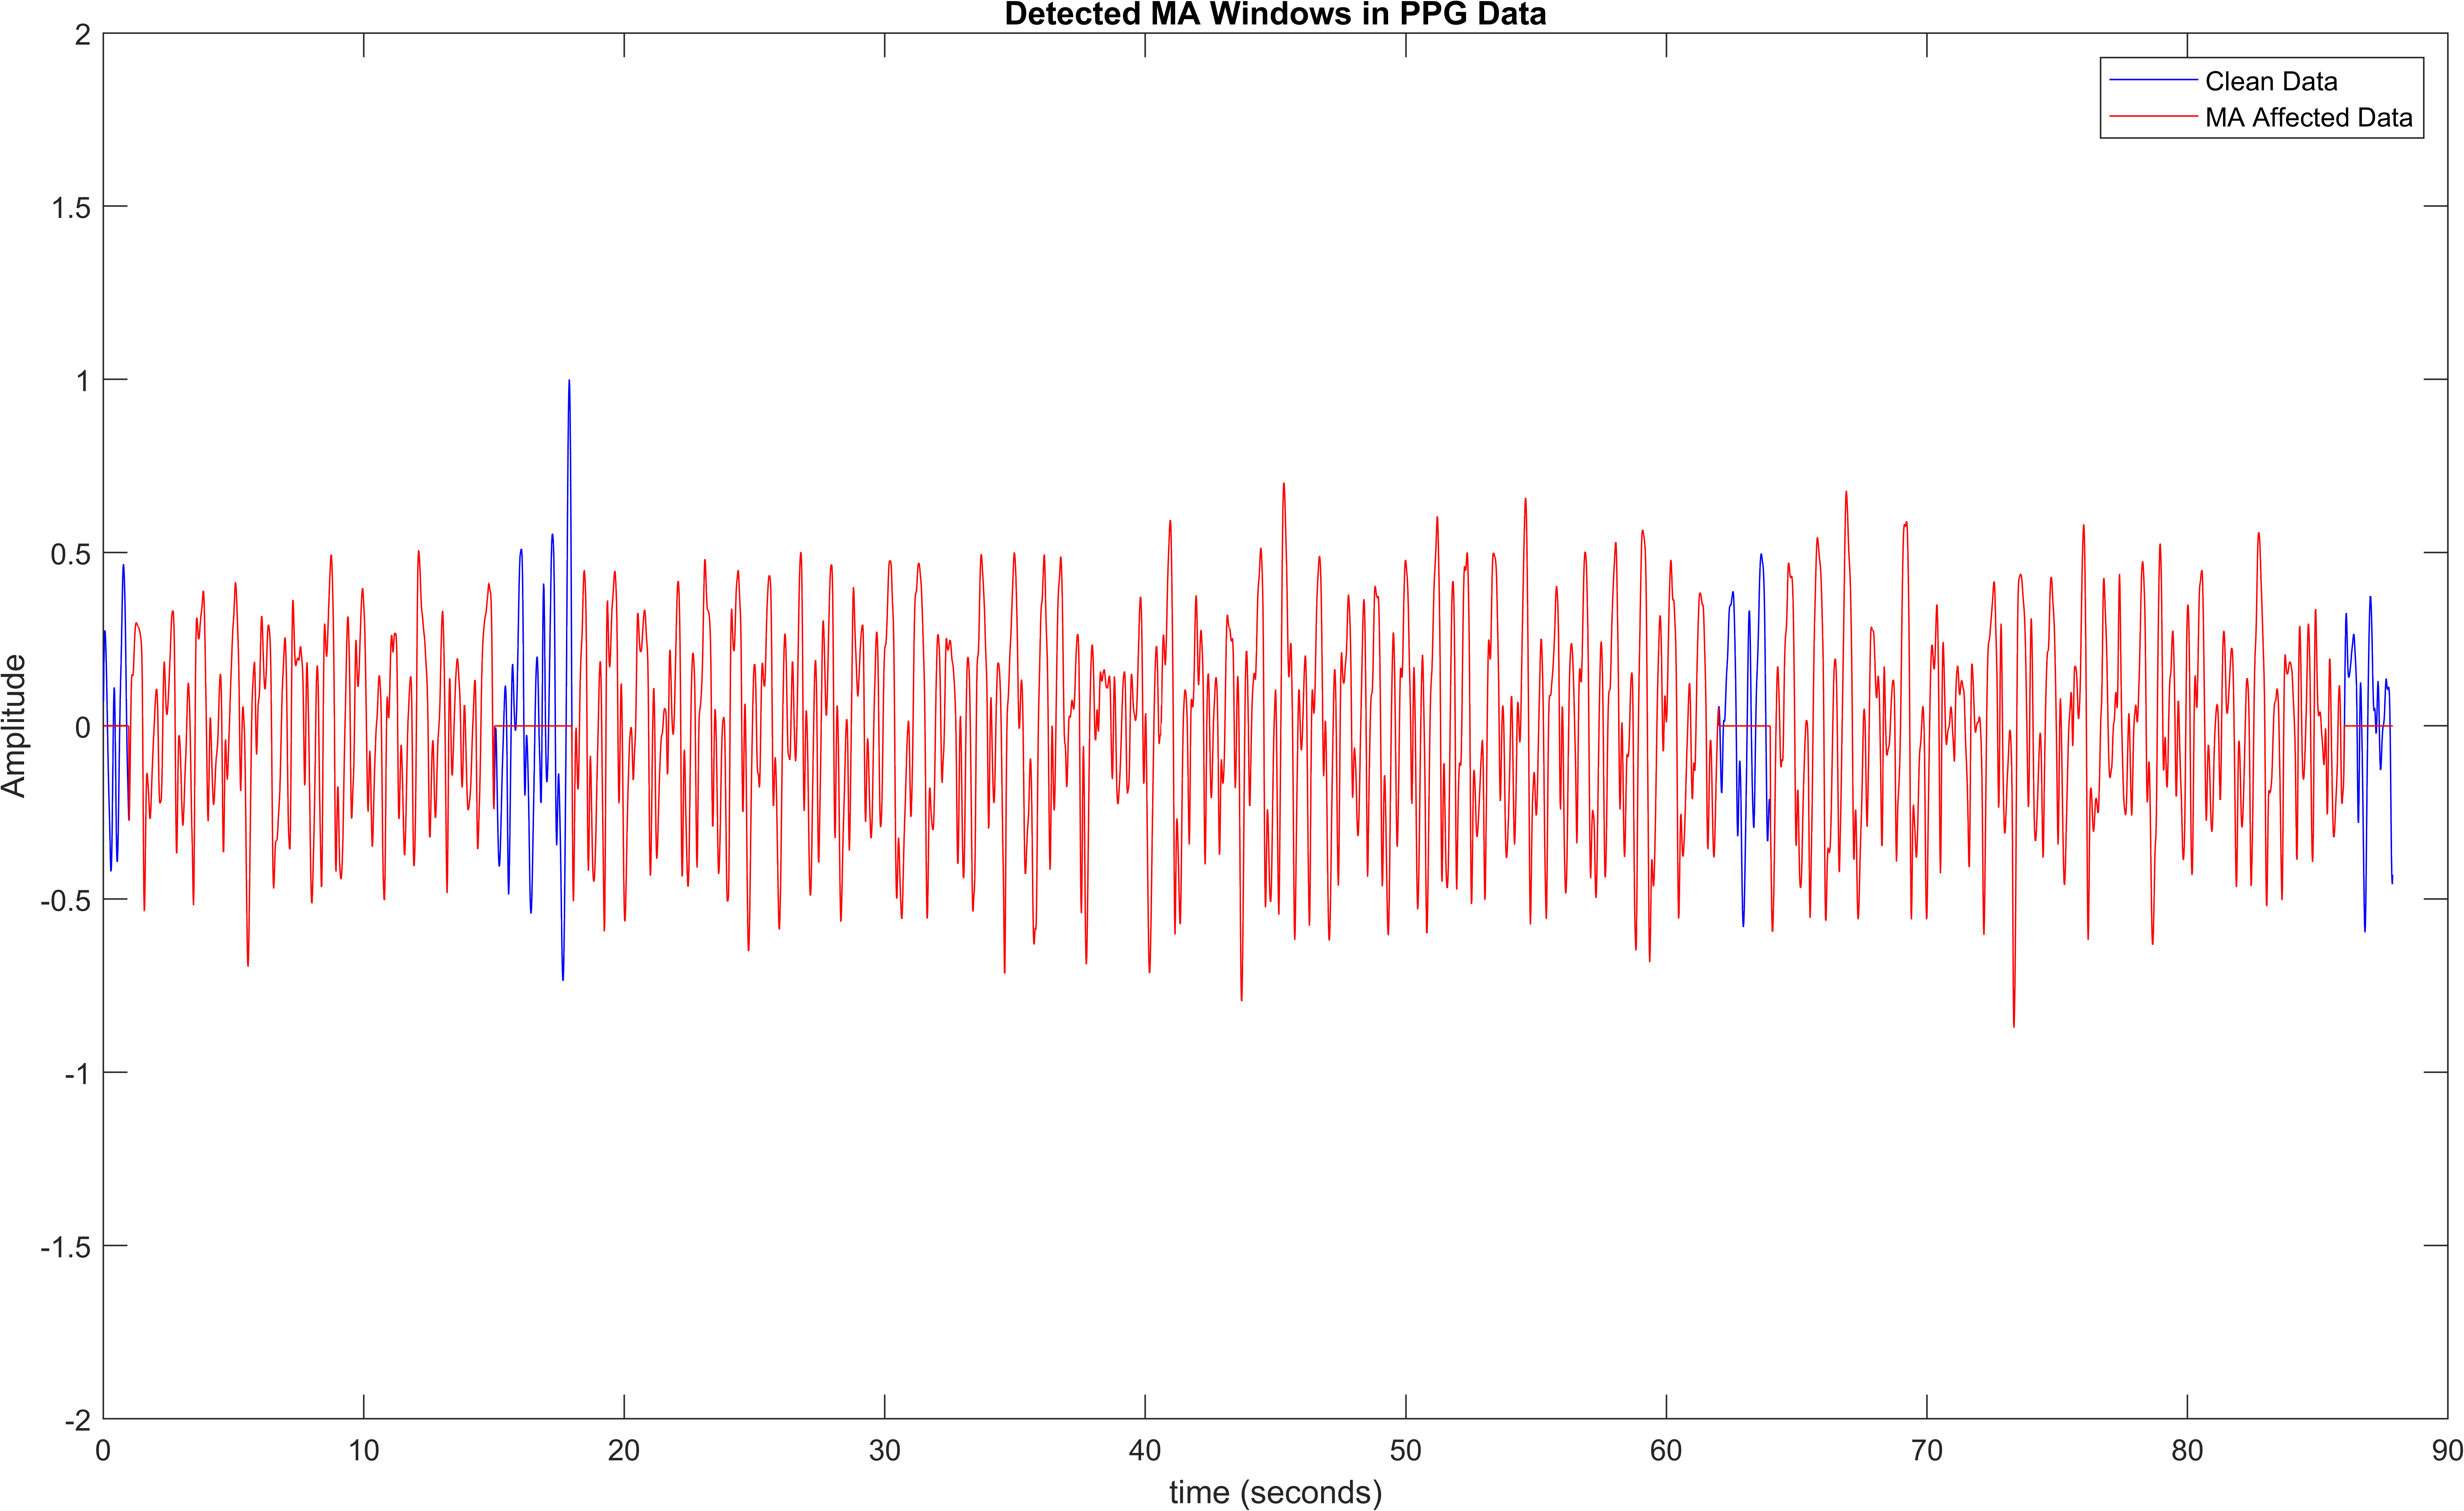 Detected MA Windows in PPG Data
Clean Data
MA Affected Data
2
1.5
1
0.5
0
-0.5
-1
-1.5
-2
Amplitude
0 10 20 30 40 50 60 70 80 90
time (seconds)